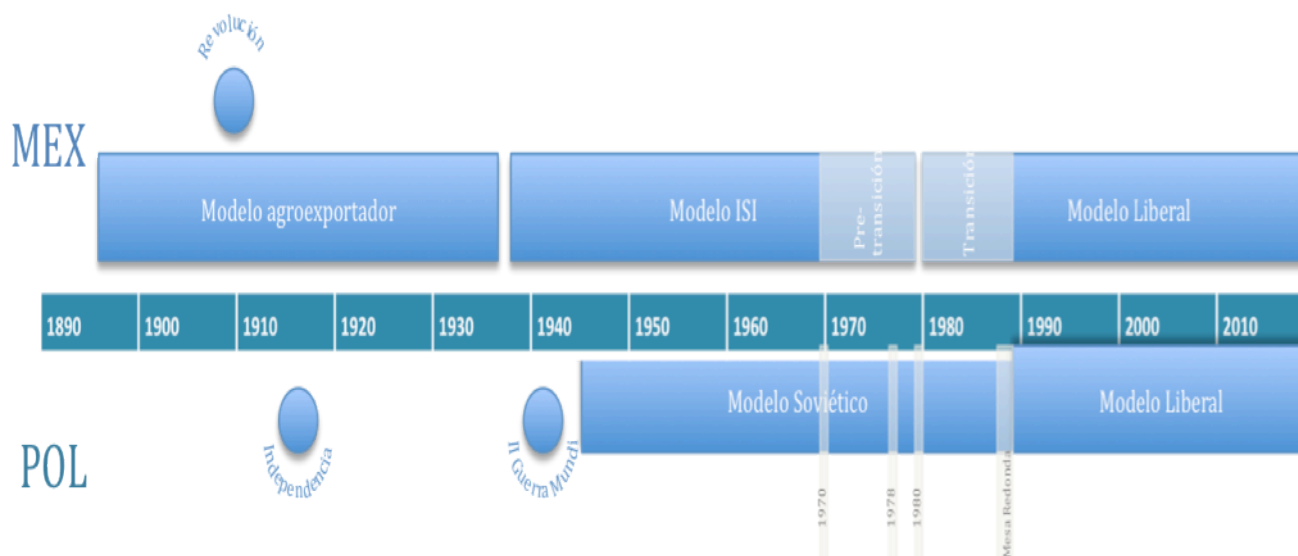 Revolución
MEX
Modelo agroexportador
Modelo ISI
Pre-
transición
Transición
Modelo Liberal
1890
1900
1910
1920
1930
1940
1950
1960
1970
1980
1990
2000
2010
Modelo Soviético
Modelo Liberal
POL
Independencia
II Guerra Mundi
1970
1978
1980
Mesa Redonda